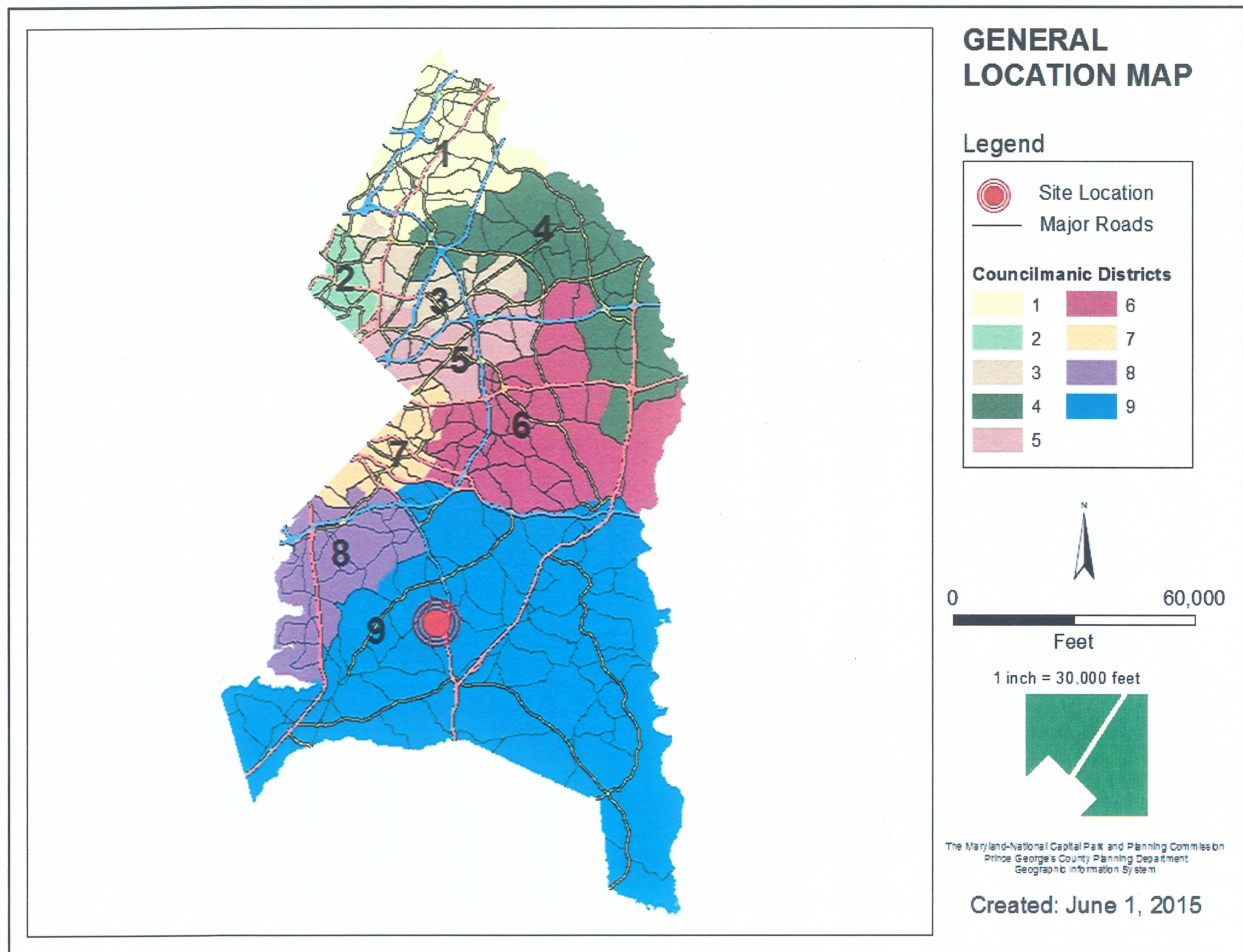 GENERAL
LOCATION MAP
Legend
Site Location
Major Roads
Councilmanic Districts
1
2
3
4
5
6
7
8
9
1
4
2
3
5
6
7
8
9
N
0 60,000
Feet
1 inch = 30,000 feet
The Maryland-National Capital Park and Planning Commission
Prince George's County Planning Department
Geographic Information System
Created: June 1, 2015